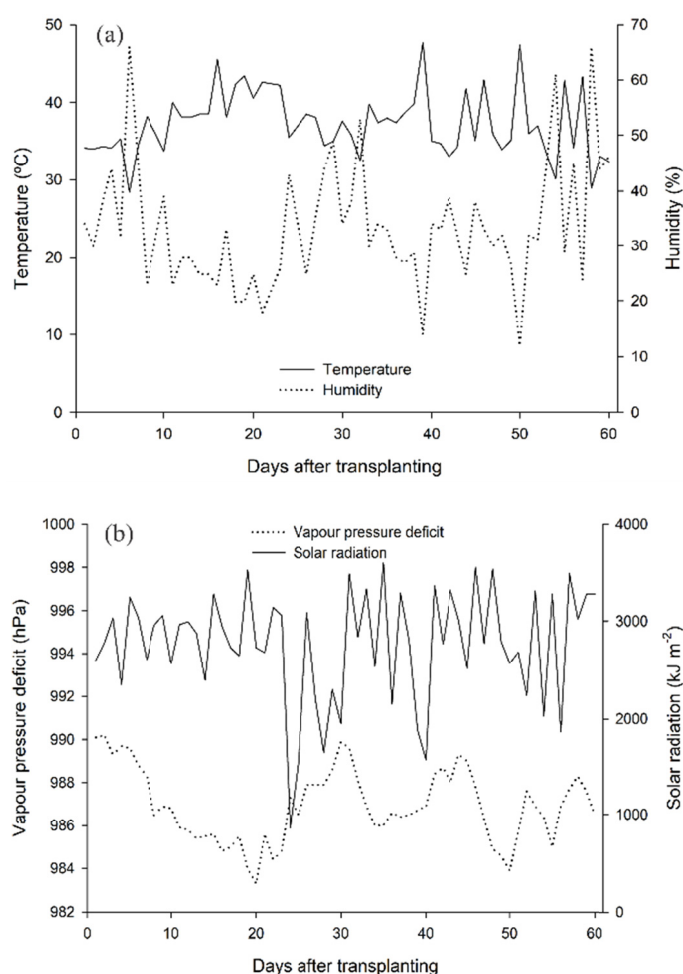 (a)
50
40
30
20
10
0
70
60
50
40
30
20
10
0
Temperature (ºC)
Humidity (%)
Temperature
Humidity
0 10 20 30 40 50 60
Days after transplanting
(b)
1000
998
996
994
992
990
988
986
984
982
4000
3000
2000
1000
0
Vapour pressure deficit (hPa)
Solar radiation (kJ m-2)
Vapour pressure deficit
Solar radiation
0 10 20 30 40 50 60
Days after transplanting